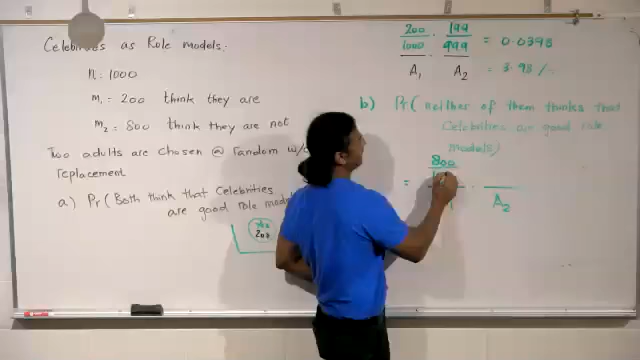 Celebrities as Role models.
n = 1000
m₁ = 200 think they are
m₂ = 800 think they are not
Two adults are chosen @ random w/o
replacement
a) Pr (Both think that Celebrities
are good role models
200
200/1000 · 199/999 = 0.0398
A₁ A₂ = 3.98 %
b) Pr ( neither of them thinks that
Celebrities are good role
models)
= 800 ·
A₂